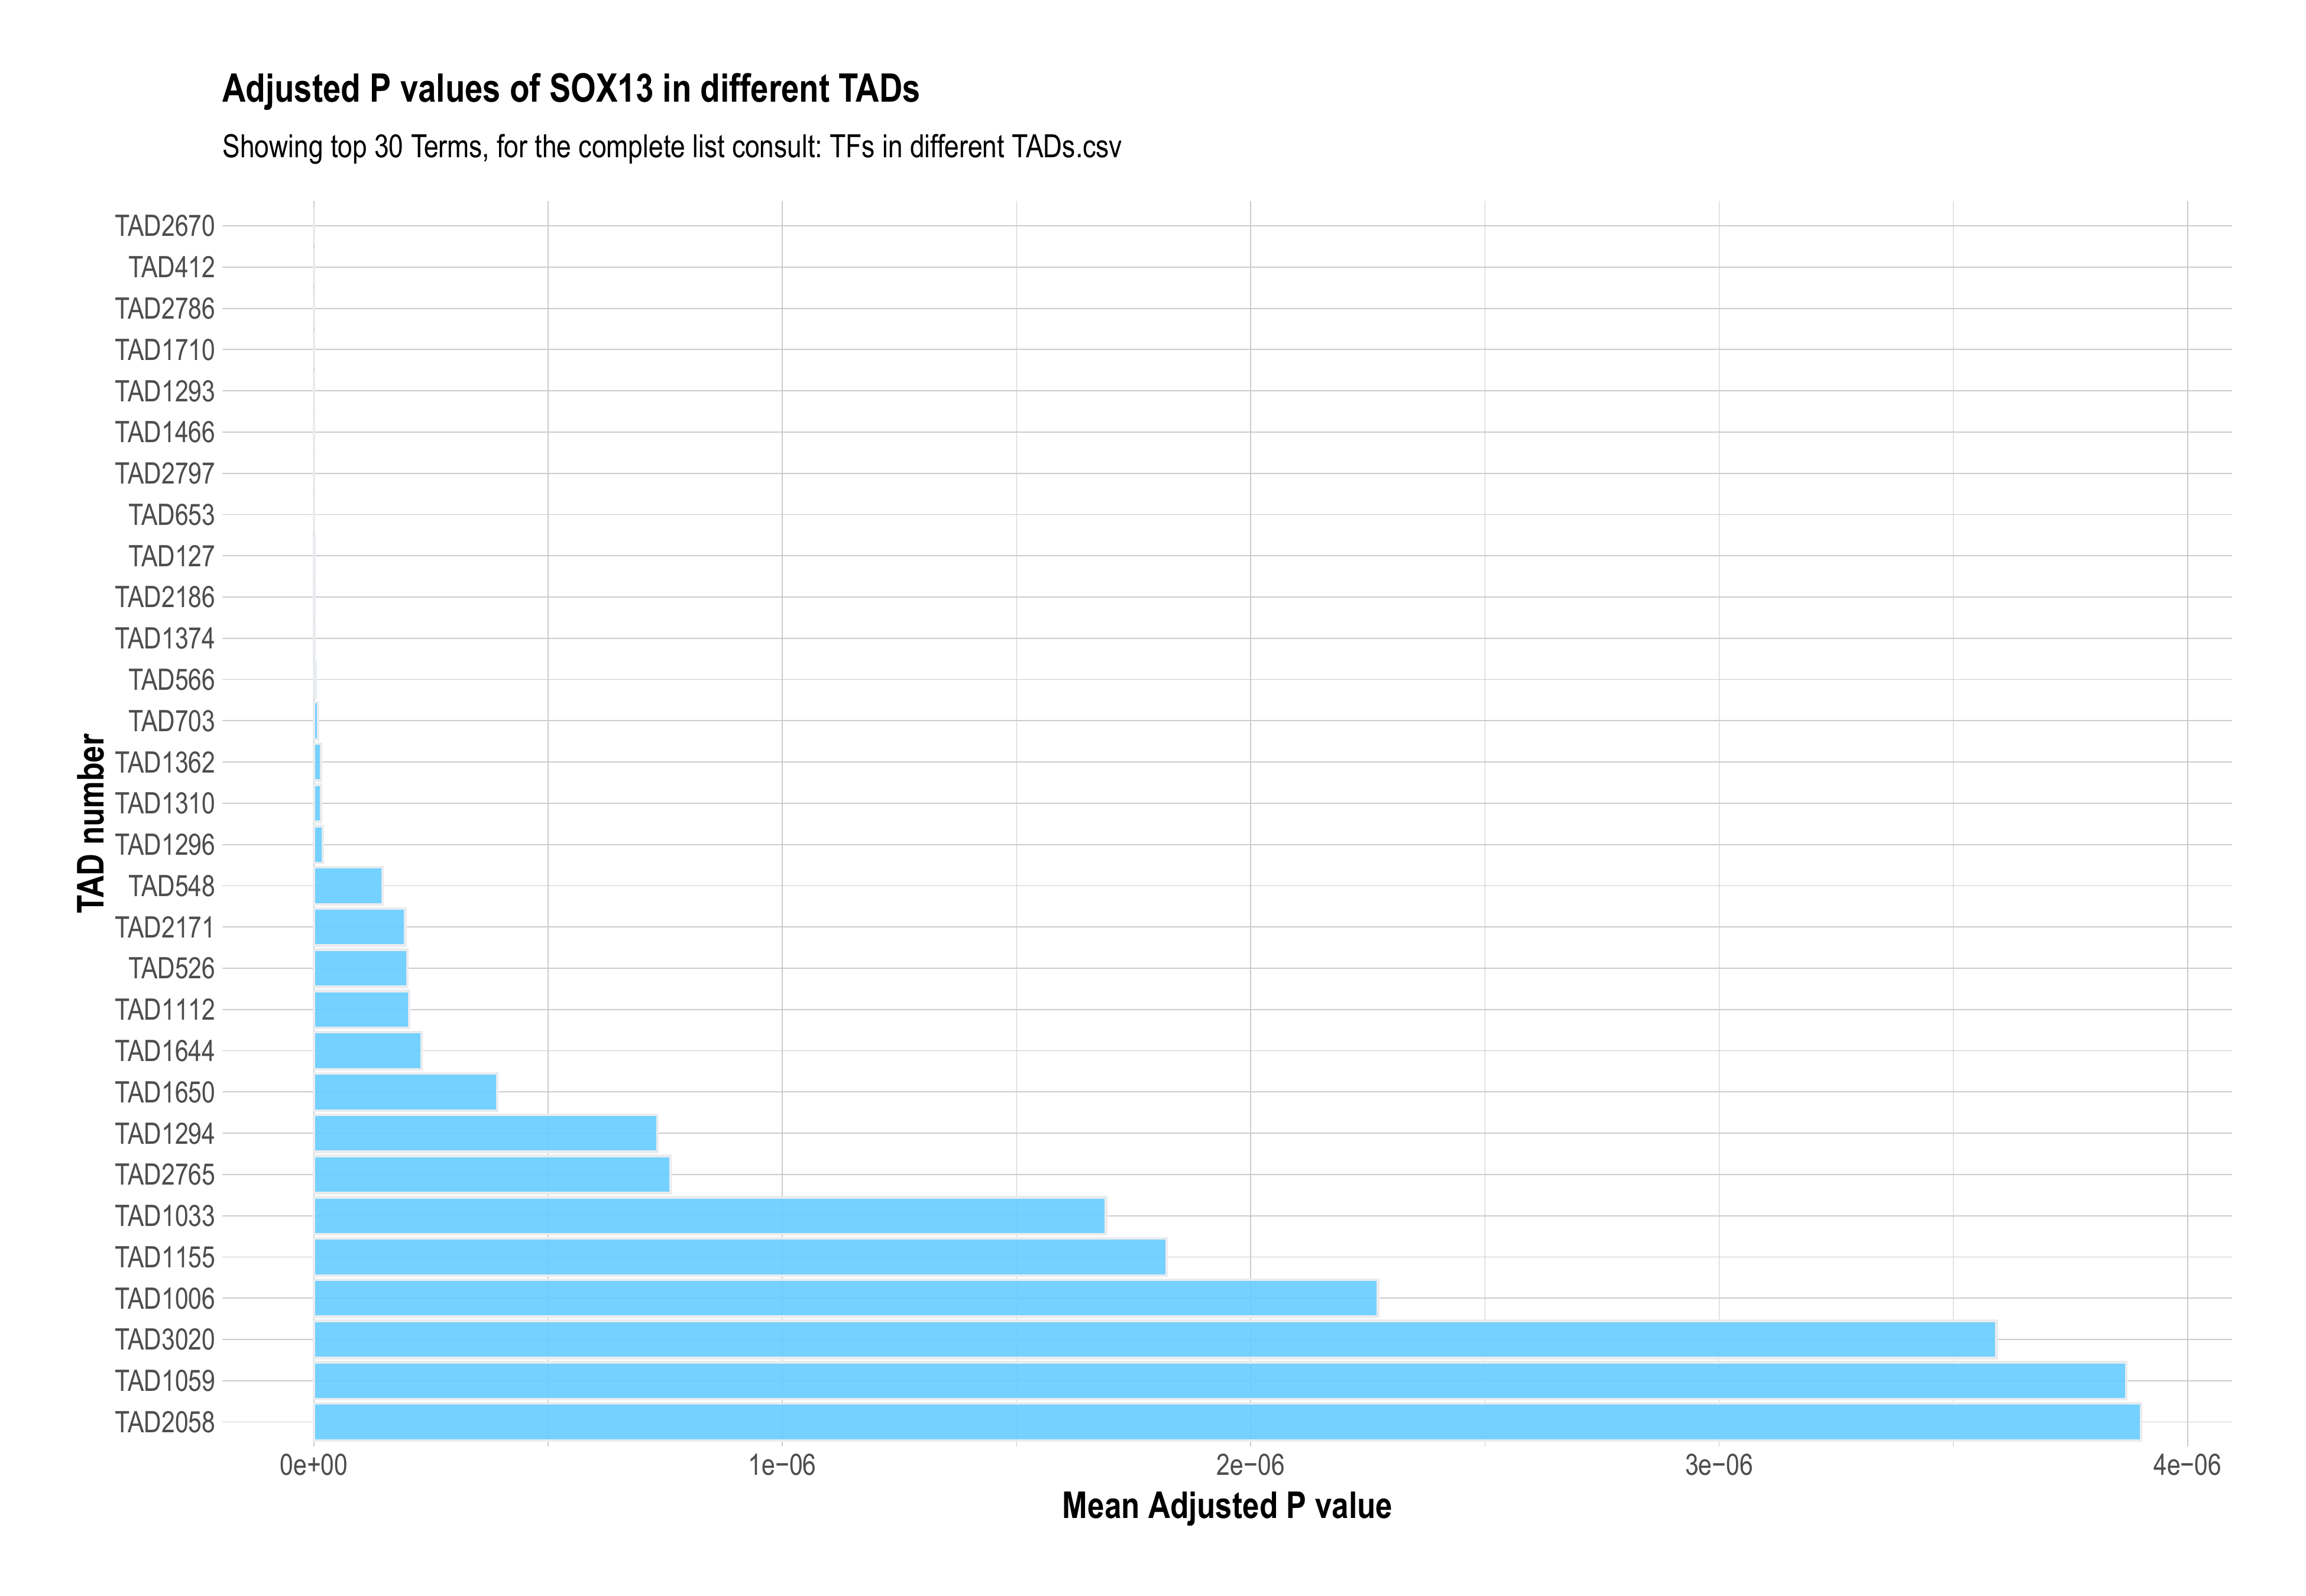 Adjusted P values of SOX13 in different TADs
Showing top 30 Terms, for the complete list consult: TFs in different TADs.csv
TAD number
TAD2670
TAD412
TAD2786
TAD1710
TAD1293
TAD1466
TAD2797
TAD653
TAD127
TAD2186
TAD1374
TAD566
TAD703
TAD1362
TAD1310
TAD1296
TAD548
TAD2171
TAD526
TAD1112
TAD1644
TAD1650
TAD1294
TAD2765
TAD1033
TAD1155
TAD1006
TAD3020
TAD1059
TAD2058
0e+00 1e−06 2e−06 3e−06 4e−06
Mean Adjusted P value